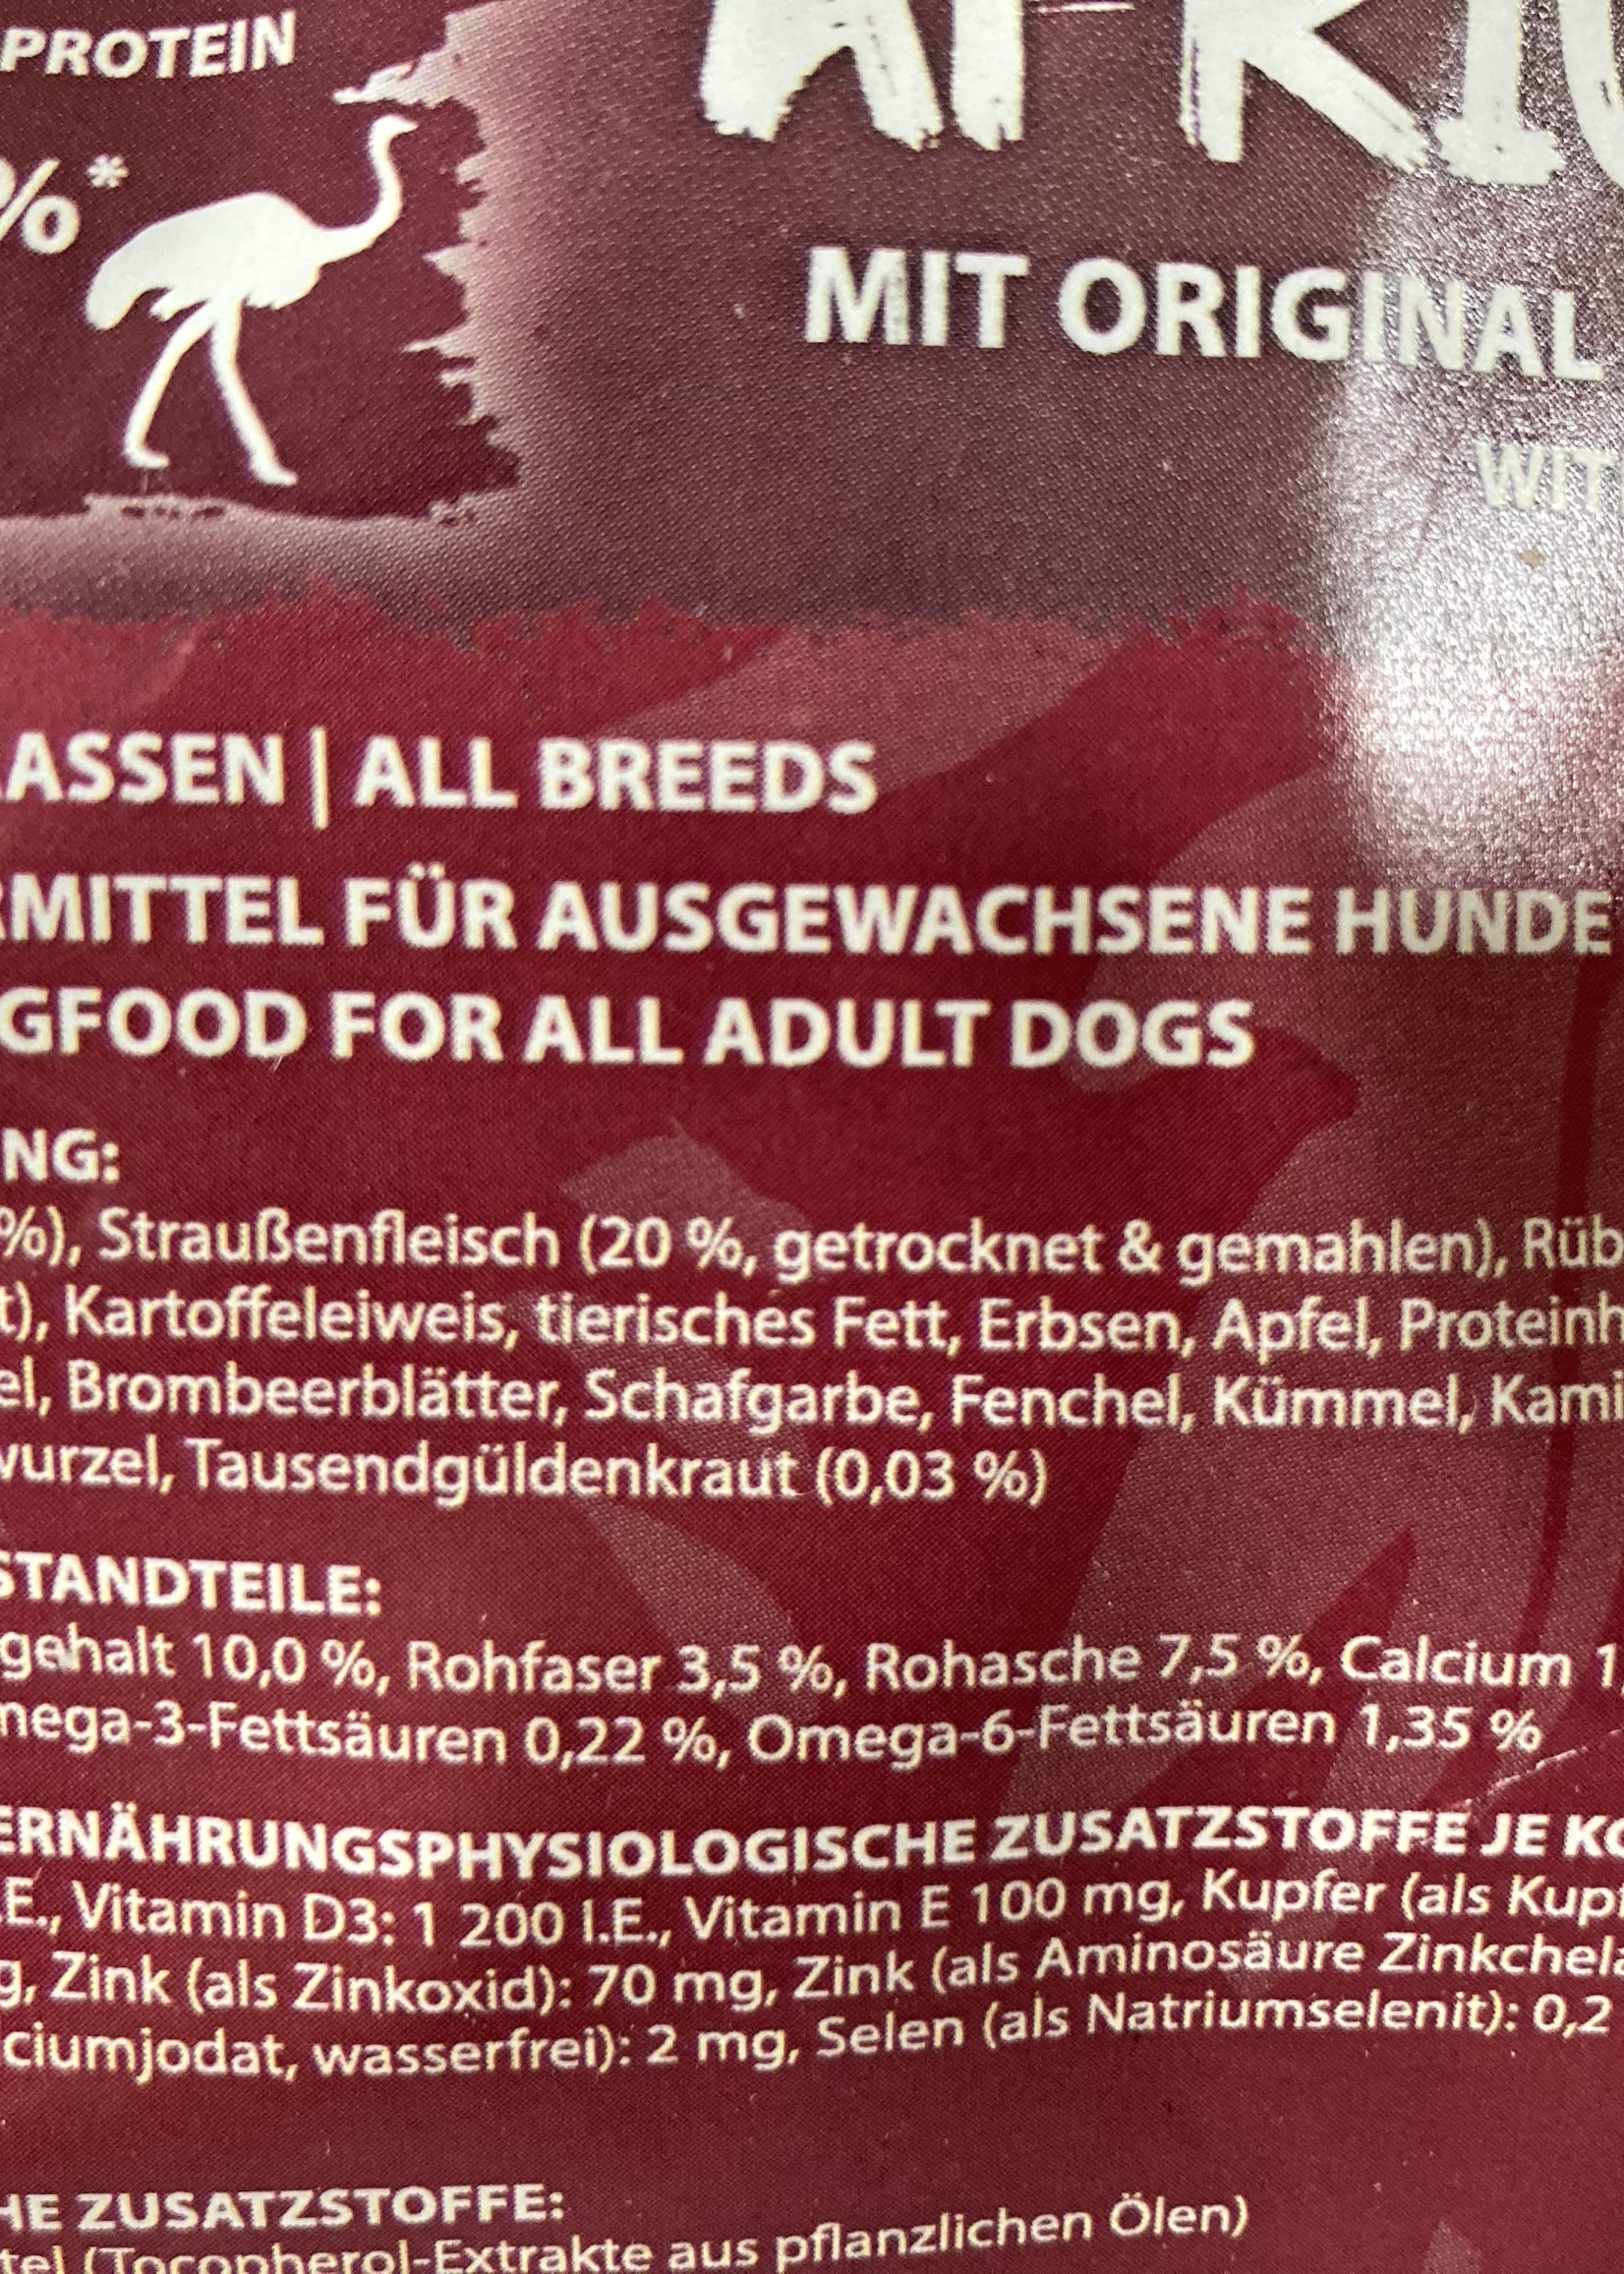 PROTEIN
%*
MIT ORIGINAL
WIT
ASSEN | ALL BREEDS
RMITTEL FÜR AUSGEWACHSENE HUNDE
GFOOD FOR ALL ADULT DOGS
NG:
%), Straußenfleisch (20 %, getrocknet & gemahlen), Rüb
t), Kartoffeleiweis, tierisches Fett, Erbsen, Apfel, Proteinh
el, Brombeerblätter, Schafgarbe, Fenchel, Kümmel, Kami
wurzel, Tausendgüldenkraut (0,03 %)
STANDTEILE:
gehalt 10,0 %, Rohfaser 3,5 %, Rohasche 7,5 %, Calcium 1
mega-3-Fettsäuren 0,22 %, Omega-6-Fettsäuren 1,35 %
ERNÄHRUNGSPHYSIOLOGISCHE ZUSATZSTOFFE JE K
.E., Vitamin D3: 1 200 I.E., Vitamin E 100 mg, Kupfer (als Kup
g, Zink (als Zinkoxid): 70 mg, Zink (als Aminosäure Zinkchel
ciumjodat, wasserfrei): 2 mg, Selen (als Natriumselenit): 0,2
HE ZUSATZSTOFFE:
tel (Tocopherol-Extrakte aus pflanzlichen Ölen)